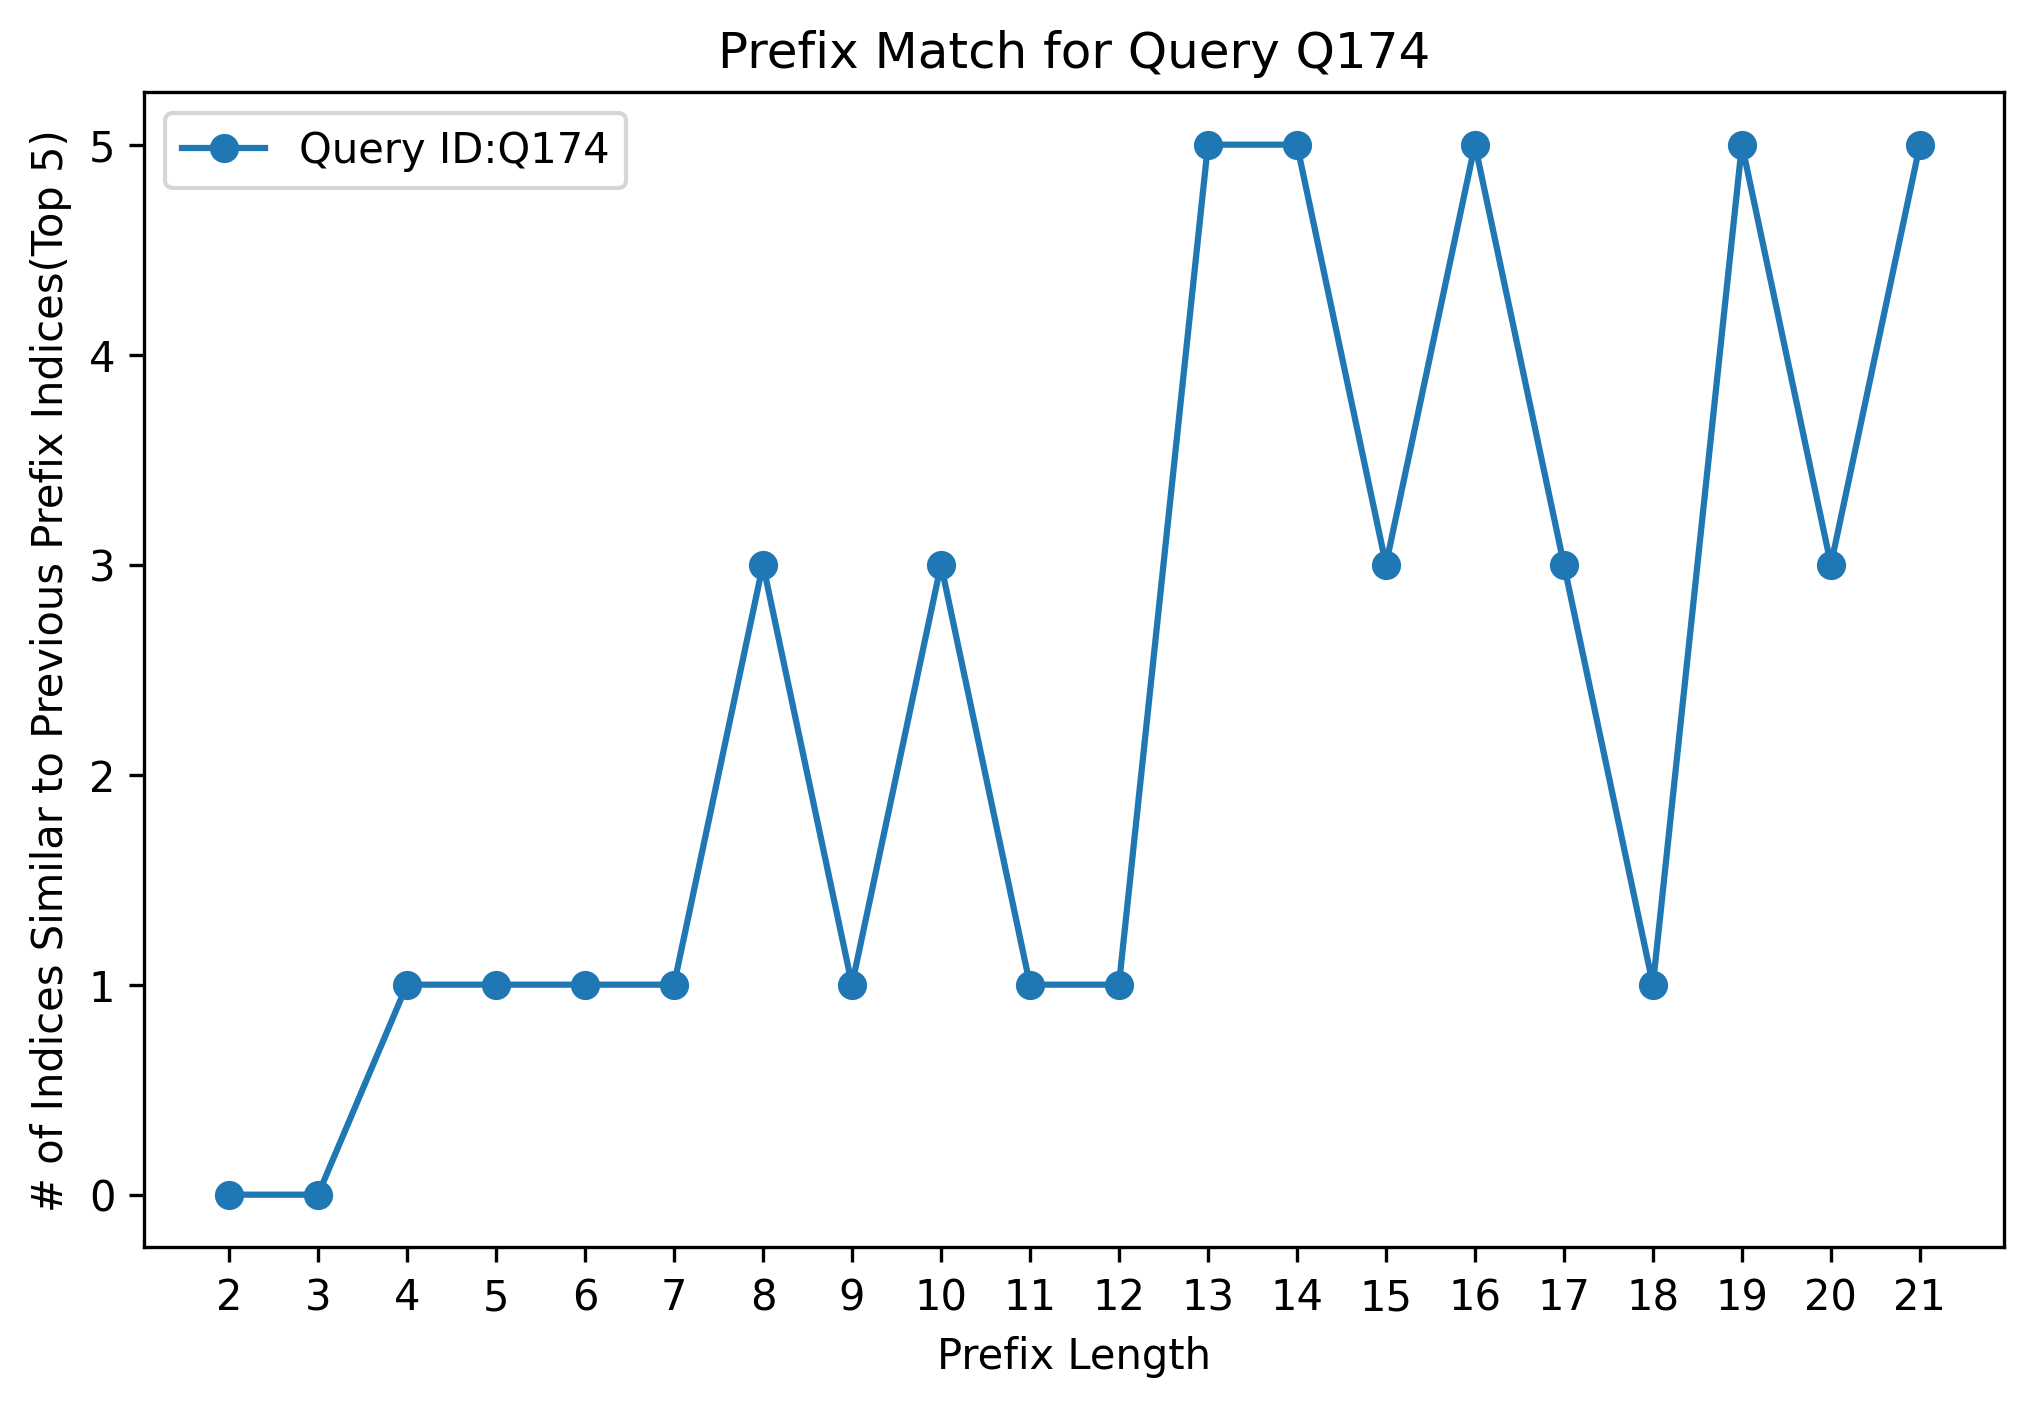 Prefix Match for Query Q174
Query ID:Q174
# of Indices Similar to Previous Prefix Indices(Top 5)
5
4
3
2
1
0
2 3 4 5 6 7 8 9 10 11 12 13 14 15 16 17 18 19 20 21
Prefix Length